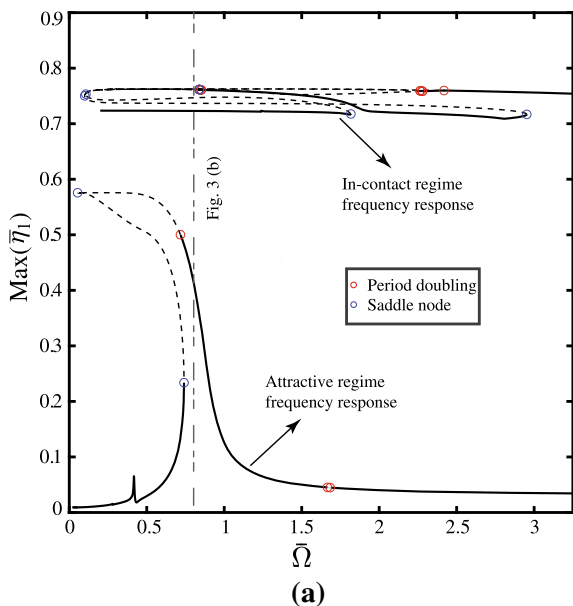 0.9
0.8
0.7
0.6
0.5
0.4
0.3
0.2
0.1
0
Max(η̄₁)
Fig. 3 (b)
In-contact regime
frequency response
Period doubling
Saddle node
Attractive regime
frequency response
0 0.5 1 1.5 2 2.5 3
Ω̄
(a)